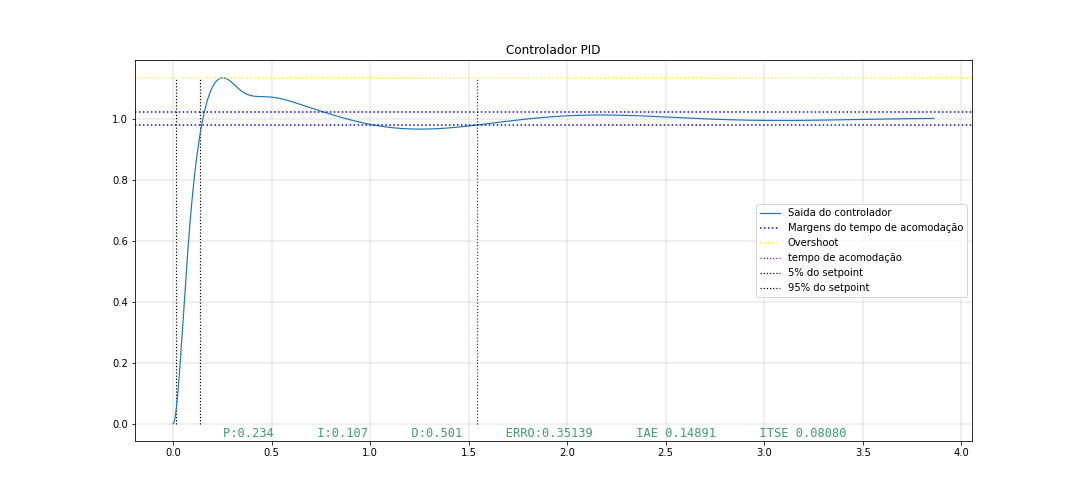 Controlador PID
1.0
0.8
0.6
0.4
0.2
0.0
Saida do controlador
Margens do tempo de acomodação
Overshoot
tempo de acomodação
5% do setpoint
95% do setpoint
P:0.234 I:0.107 D:0.501 ERRO:0.35139 IAE 0.14891 ITSE 0.08080
0.0 0.5 1.0 1.5 2.0 2.5 3.0 3.5 4.0